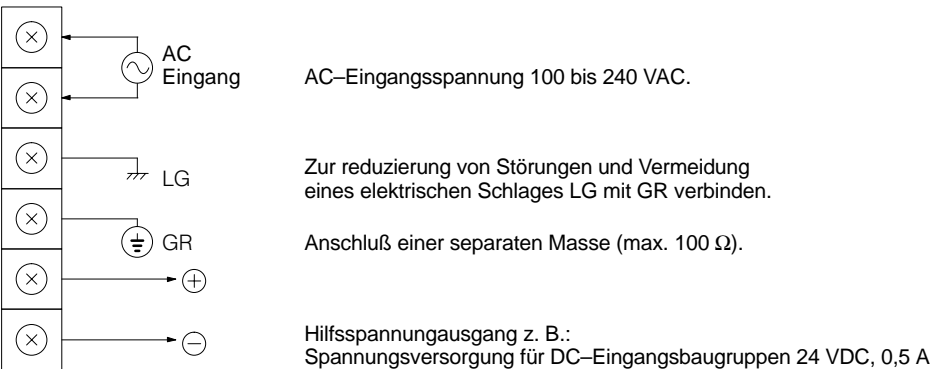 AC
Eingang
AC–Eingangsspannung 100 bis 240 VAC.
LG
Zur reduzierung von Störungen und Vermeidung
eines elektrischen Schlages LG mit GR verbinden.
GR
Anschluß einer separaten Masse (max. 100 Ω).
+
−
Hilfsspannungausgang z. B.:
Spannungsversorgung für DC–Eingangsbaugruppen 24 VDC, 0,5 A